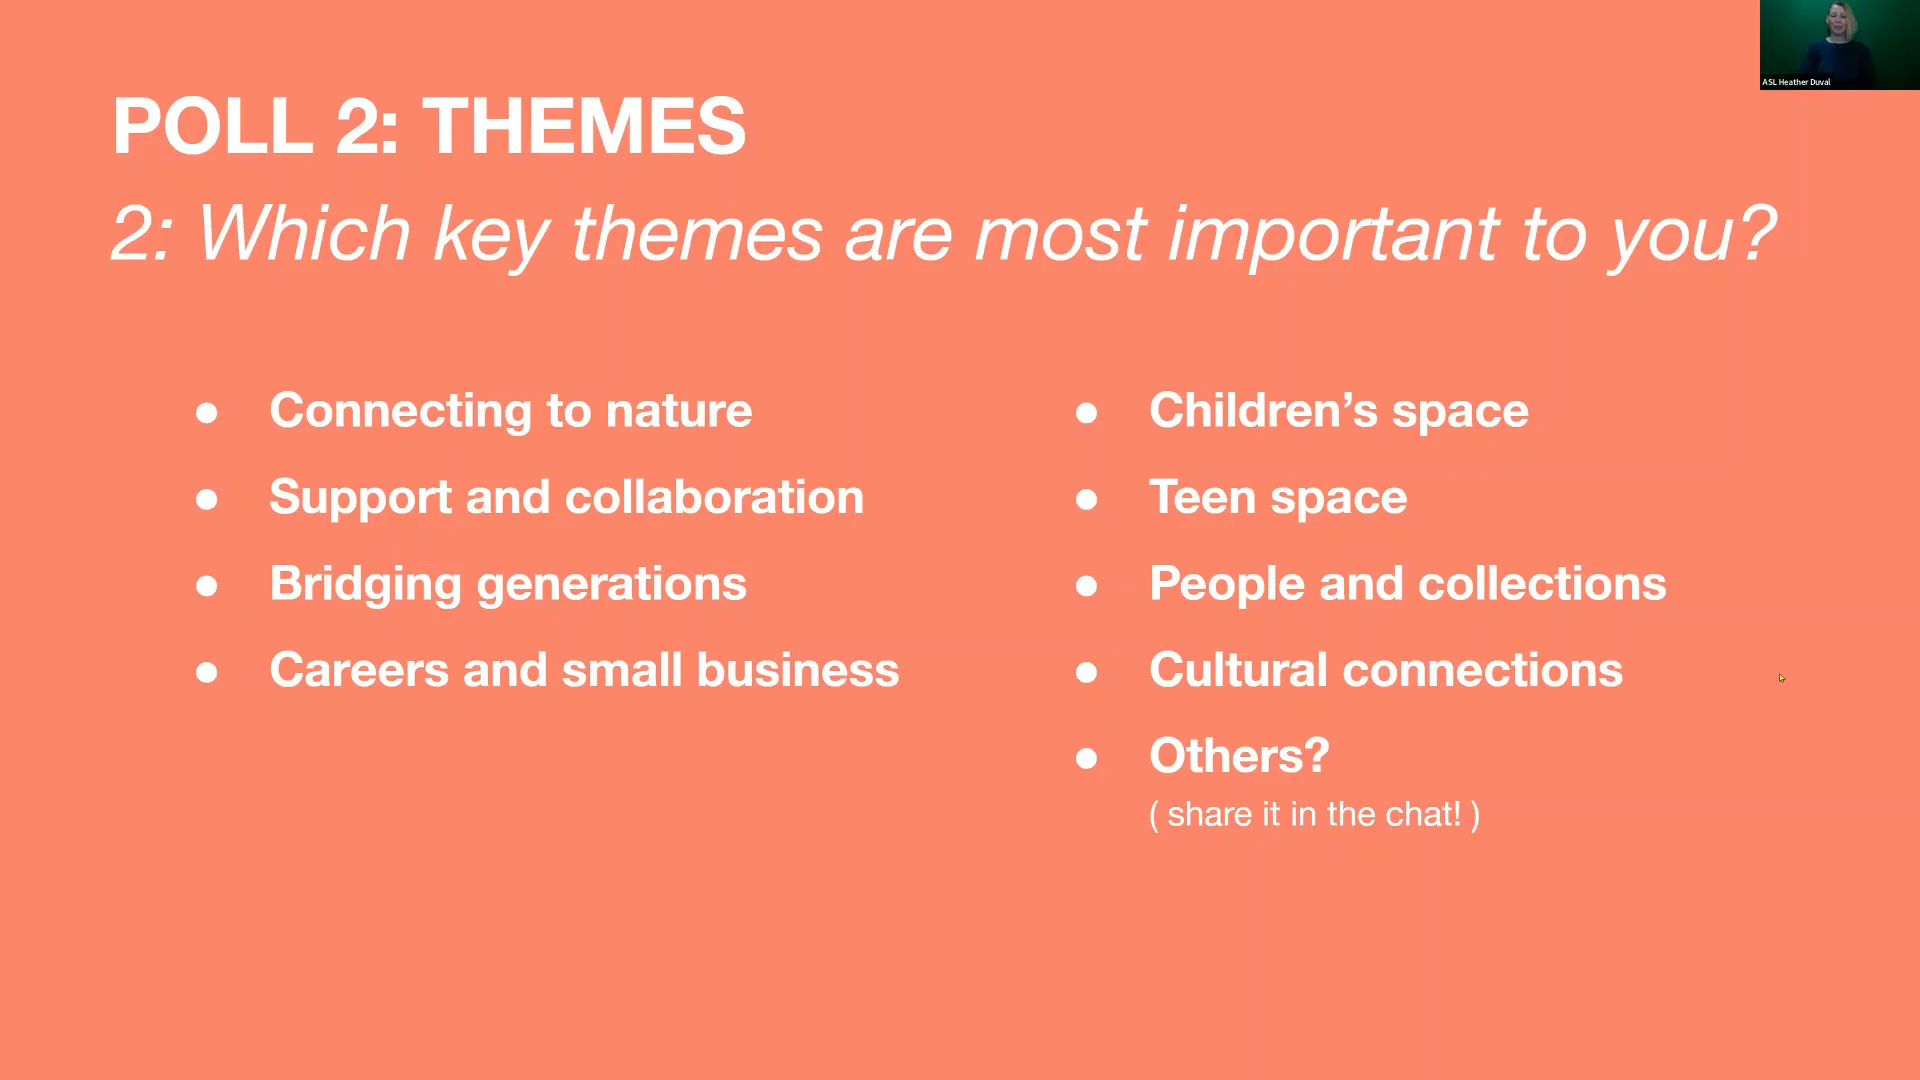 ASL Heather Duval
POLL 2: THEMES
2: Which key themes are most important to you?
● Connecting to nature
● Support and collaboration
● Bridging generations
● Careers and small business
● Children’s space
● Teen space
● People and collections
● Cultural connections
● Others?
( share it in the chat! )